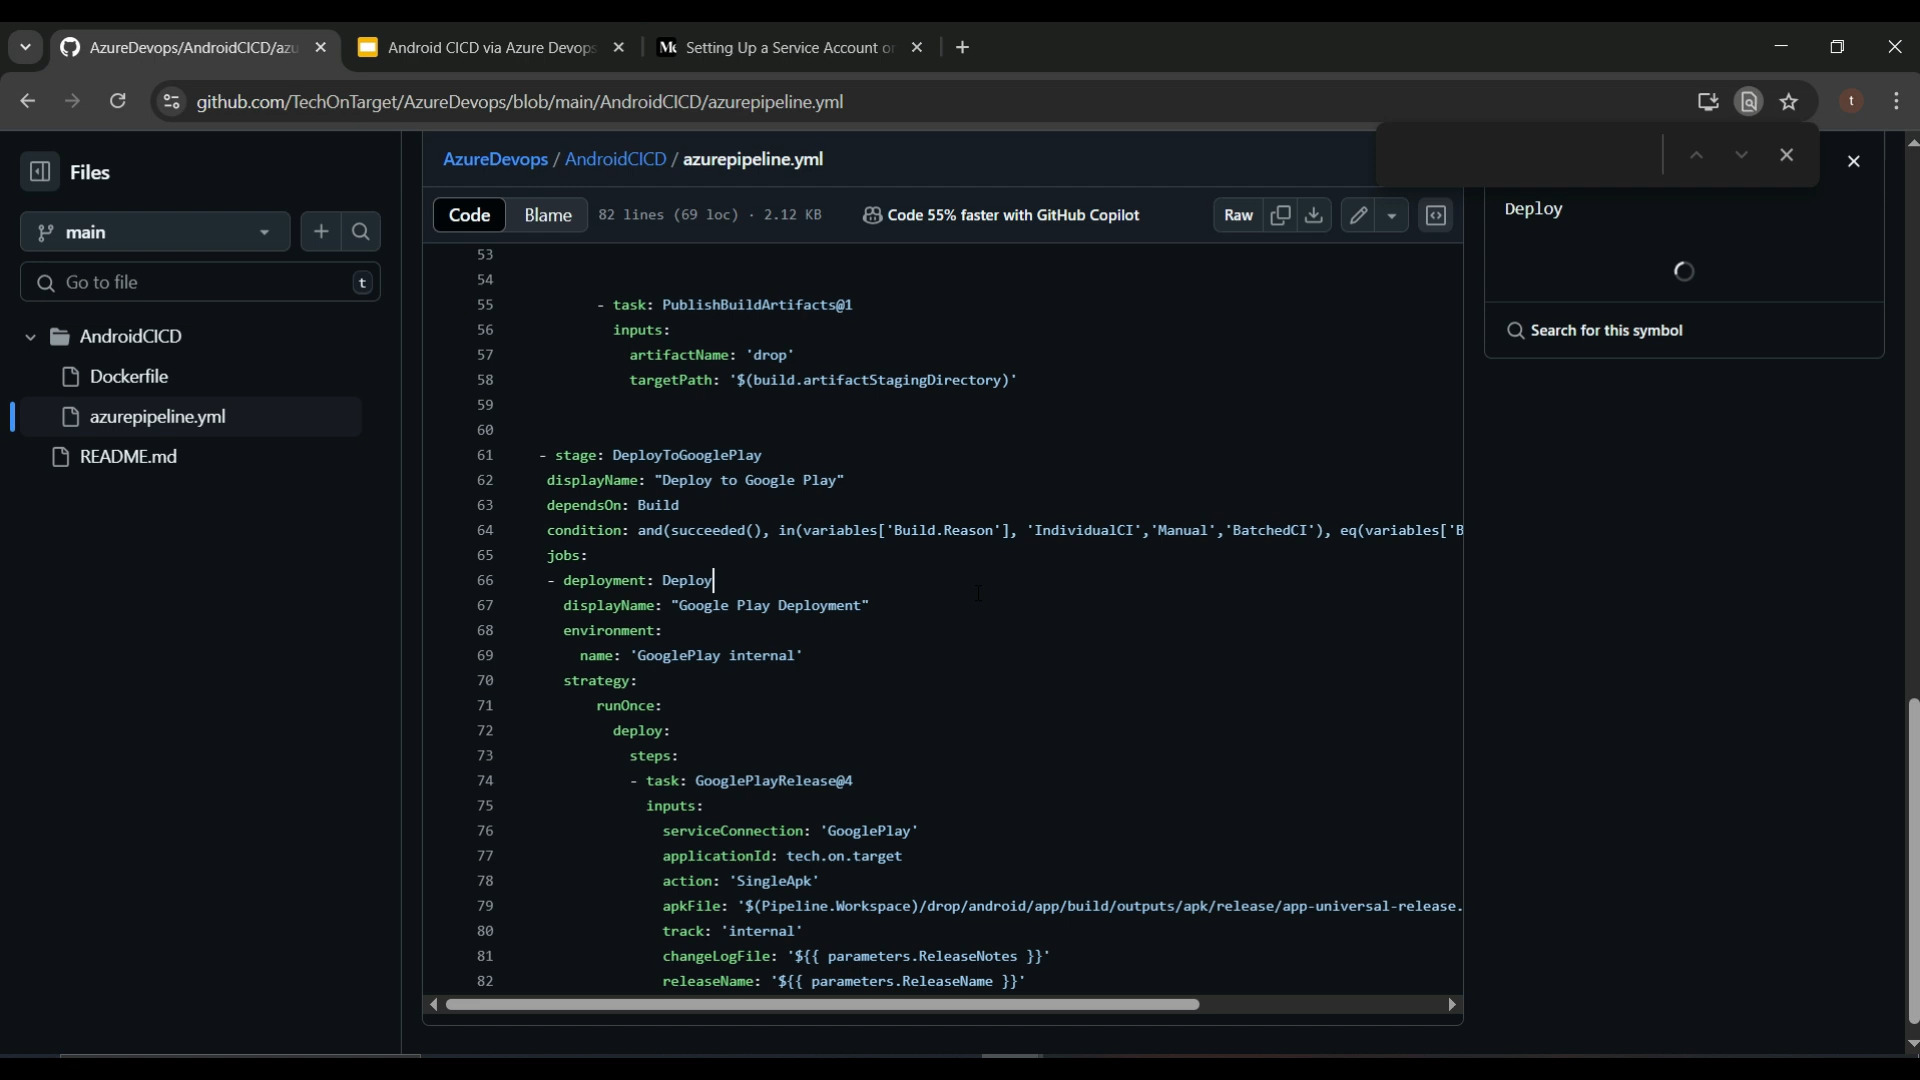 AzureDevops/AndroidCICD/azu
Android CICD via Azure Devops
Setting Up a Service Account or
github.com/TechOnTarget/AzureDevops/blob/main/AndroidCICD/azurepipeline.yml
t
Files
AzureDevops / AndroidCICD / azurepipeline.yml
main
Code Blame 82 lines (69 loc) · 2.12 KB Code 55% faster with GitHub Copilot Raw
Deploy
Go to file t
Search for this symbol
AndroidCICD
Dockerfile
azurepipeline.yml
README.md
53
54
55 - task: PublishBuildArtifacts@1
56 inputs:
57 artifactName: 'drop'
58 targetPath: '$(build.artifactStagingDirectory)'
59
60
61 - stage: DeployToGooglePlay
62 displayName: "Deploy to Google Play"
63 dependsOn: Build
64 condition: and(succeeded(), in(variables['Build.Reason'], 'IndividualCI','Manual','BatchedCI'), eq(variables['B
65 jobs:
66 - deployment: Deploy
67 displayName: "Google Play Deployment"
68 environment:
69 name: 'GooglePlay internal'
70 strategy:
71 runOnce:
72 deploy:
73 steps:
74 - task: GooglePlayRelease@4
75 inputs:
76 serviceConnection: 'GooglePlay'
77 applicationId: tech.on.target
78 action: 'SingleApk'
79 apkFile: '$(Pipeline.Workspace)/drop/android/app/build/outputs/apk/release/app-universal-release.
80 track: 'internal'
81 changeLogFile: '${{ parameters.ReleaseNotes }}'
82 releaseName: '${{ parameters.ReleaseName }}'